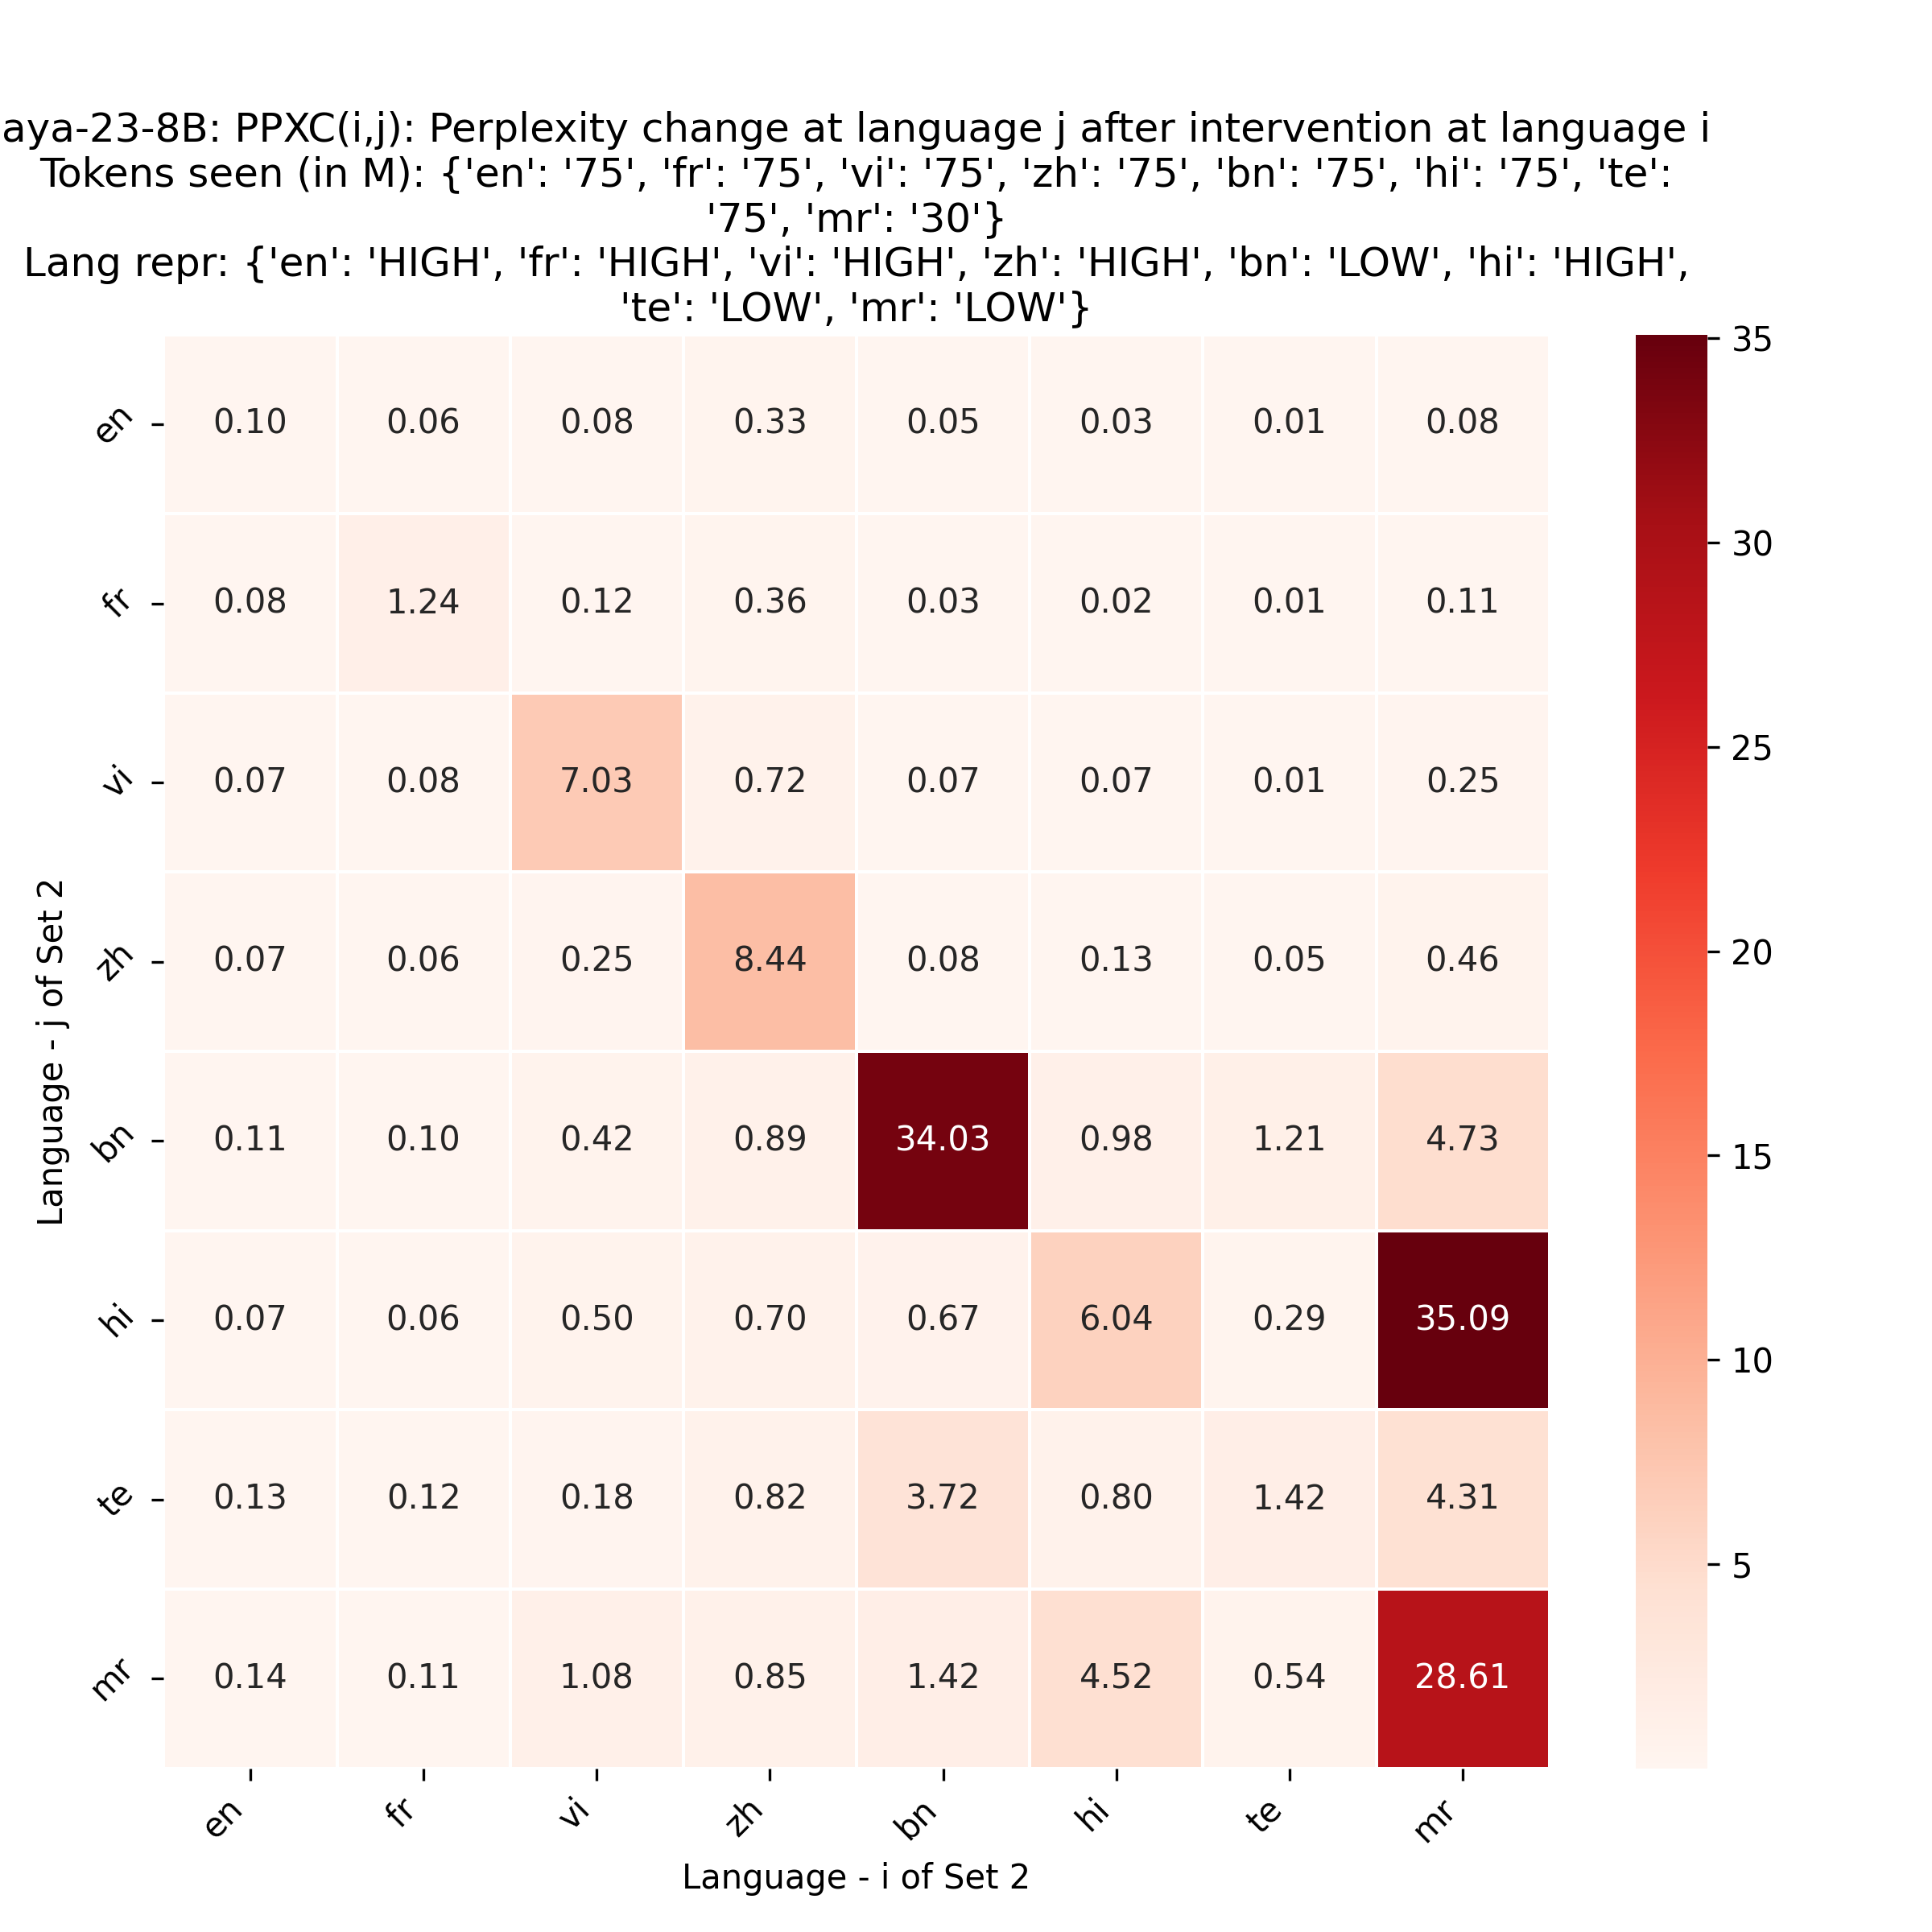 aya-23-8B: PPXC(i,j): Perplexity change at language j after intervention at language i
Tokens seen (in M): {'en': '75', 'fr': '75', 'vi': '75', 'zh': '75', 'bn': '75', 'hi': '75', 'te':
'75', 'mr': '30'}
Lang repr: {'en': 'HIGH', 'fr': 'HIGH', 'vi': 'HIGH', 'zh': 'HIGH', 'bn': 'LOW', 'hi': 'HIGH',
'te': 'LOW', 'mr': 'LOW'}
Language - j of Set 2
en 0.10 0.06 0.08 0.33 0.05 0.03 0.01 0.08
fr 0.08 1.24 0.12 0.36 0.03 0.02 0.01 0.11
vi 0.07 0.08 7.03 0.72 0.07 0.07 0.01 0.25
zh 0.07 0.06 0.25 8.44 0.08 0.13 0.05 0.46
bn 0.11 0.10 0.42 0.89 34.03 0.98 1.21 4.73
hi 0.07 0.06 0.50 0.70 0.67 6.04 0.29 35.09
te 0.13 0.12 0.18 0.82 3.72 0.80 1.42 4.31
mr 0.14 0.11 1.08 0.85 1.42 4.52 0.54 28.61
en fr vi zh bn hi te mr
Language - i of Set 2
35
30
25
20
15
10
5